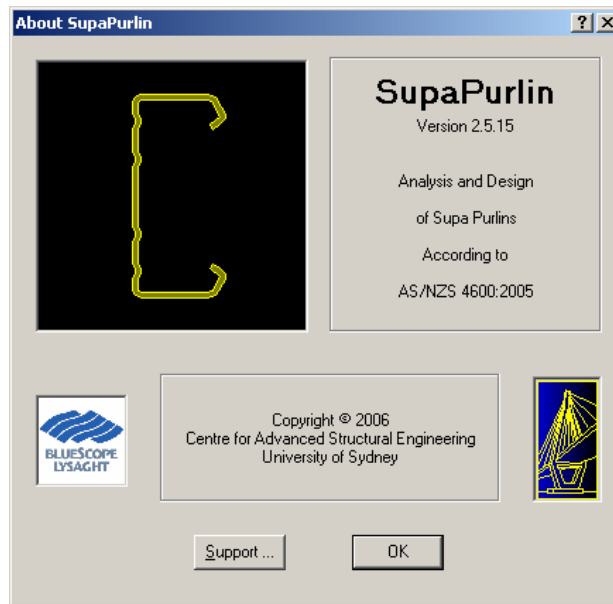 About SupaPurlin
SupaPurlin
Version 2.5.15
Analysis and Design
of Supa Purlins
According to
AS/NZS 4600:2005
BLUESCOPE
LYSAGHT
Copyright © 2006
Centre for Advanced Structural Engineering
University of Sydney
Support ...
OK